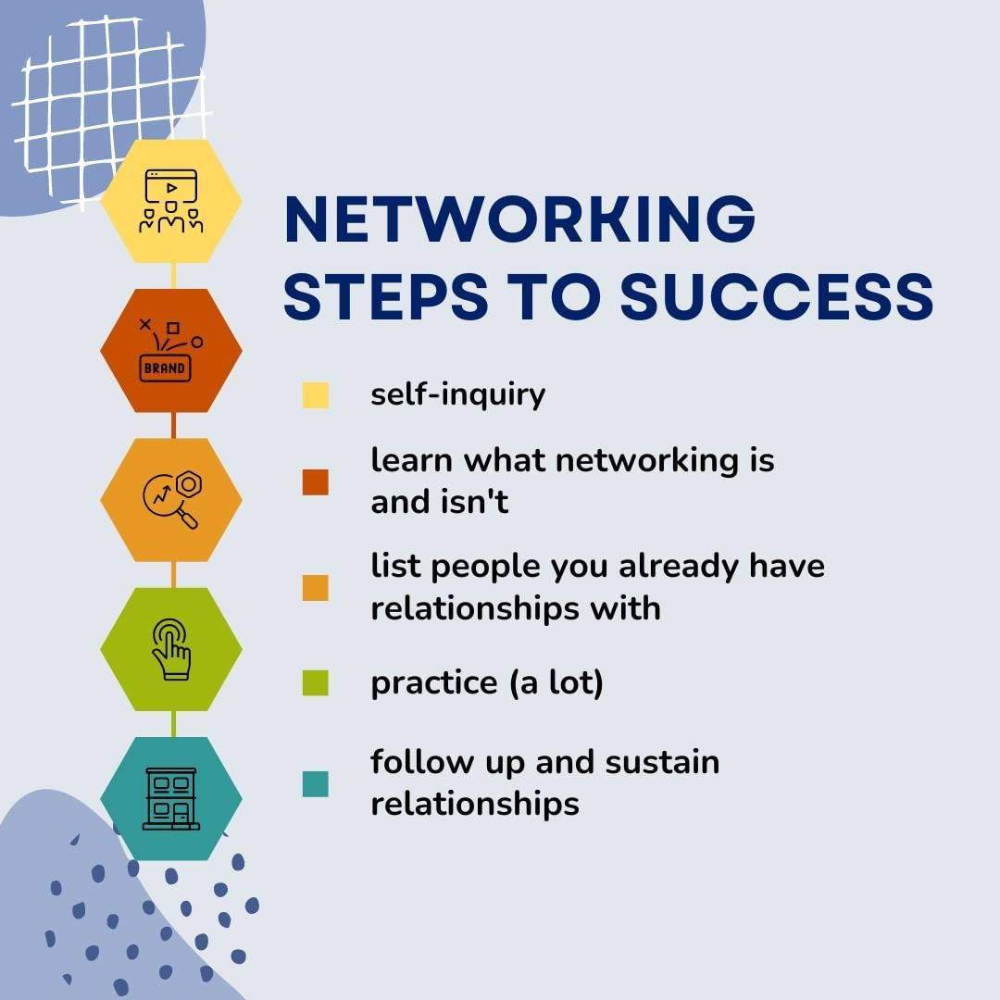 NETWORKING
STEPS TO SUCCESS
BRAND
self-inquiry
learn what networking is
and isn't
list people you already have
relationships with
practice (a lot)
follow up and sustain
relationships